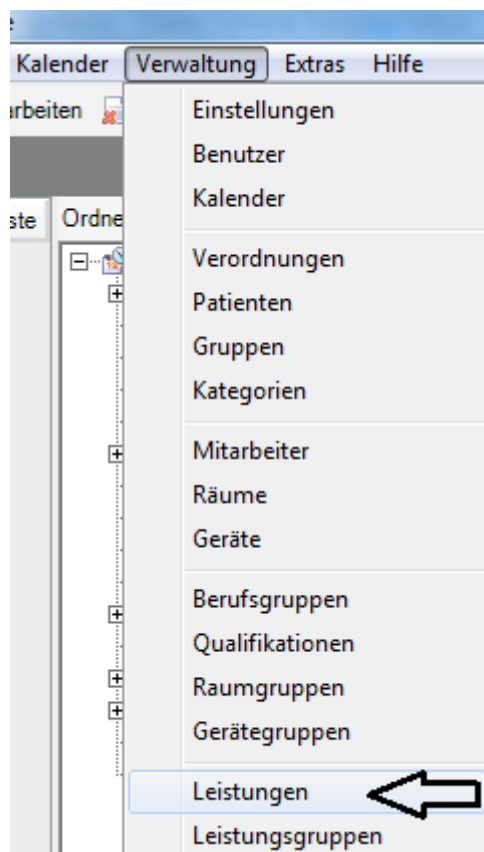 Kalender Verwaltung Extras Hilfe
arbeiten
Einstellungen
Benutzer
Kalender
ste Ordne
Verordnungen
Patienten
Gruppen
Kategorien
Mitarbeiter
Räume
Geräte
Berufsgruppen
Qualifikationen
Raumgruppen
Gerätegruppen
Leistungen
Leistungsgruppen